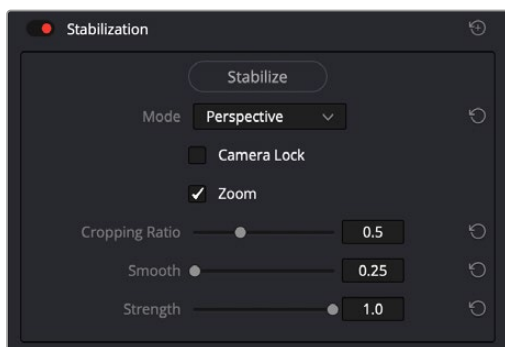 Stabilization
Stabilize
Mode Perspective
Camera Lock
Zoom
Cropping Ratio 0.5
Smooth 0.25
Strength 1.0